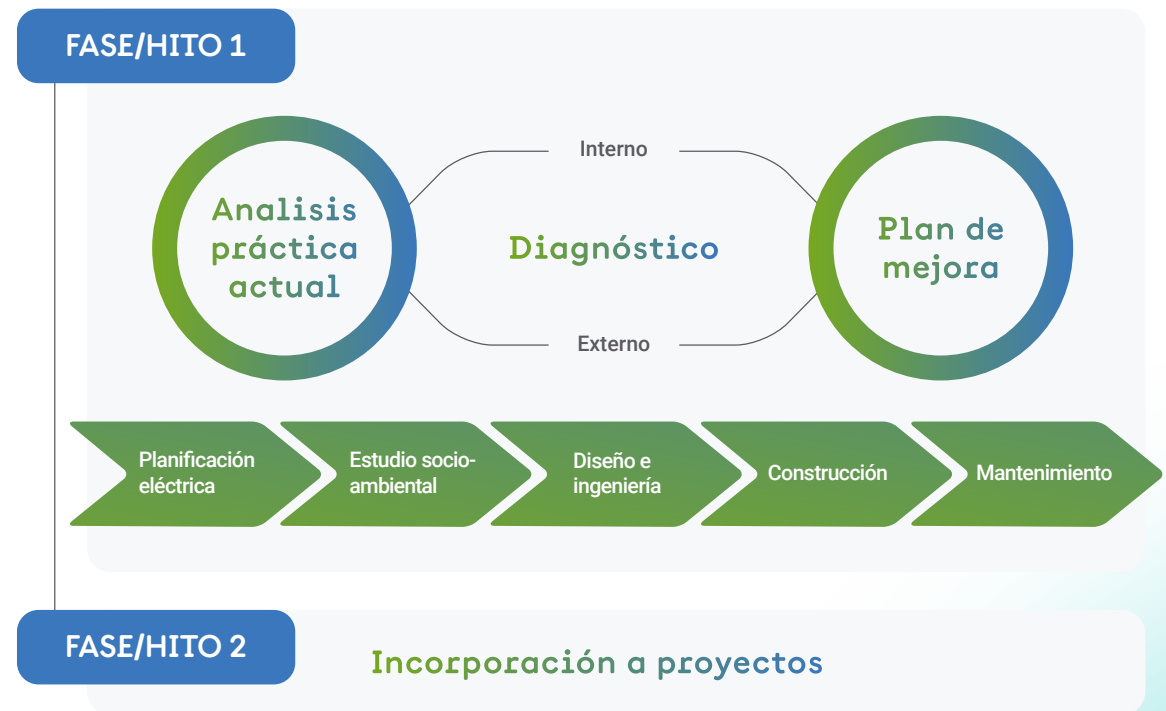 FASE/HITO 1
Interno
Analisis
práctica
actual
Diagnóstico
Plan de
mejora
Externo
Planificación
eléctrica
Estudio socio-
ambiental
Diseño e
ingeniería
Construcción
Mantenimiento
FASE/HITO 2
Incorporación a proyectos